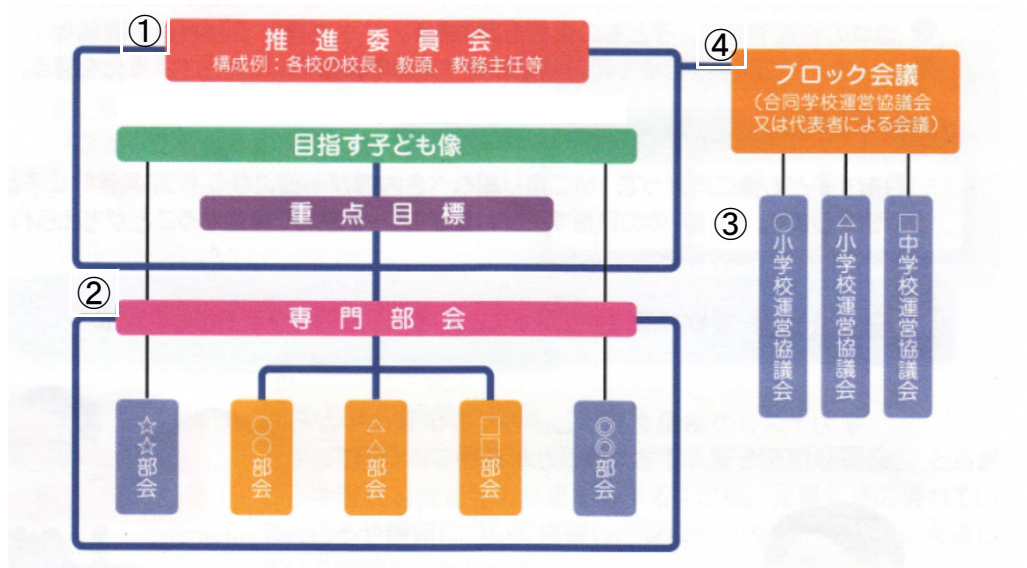 ①
推進委員会
構成例：各校の校長、教頭、教務主任等
④
ブロック会議
（合同学校運営協議会
又は代表者による会議）
目指す子ども像
重点目標
③
○小学校運営協議会
△小学校運営協議会
□中学校運営協議会
②
専門部会
☆☆部会
○○部会
△△部会
□□部会
◎◎部会